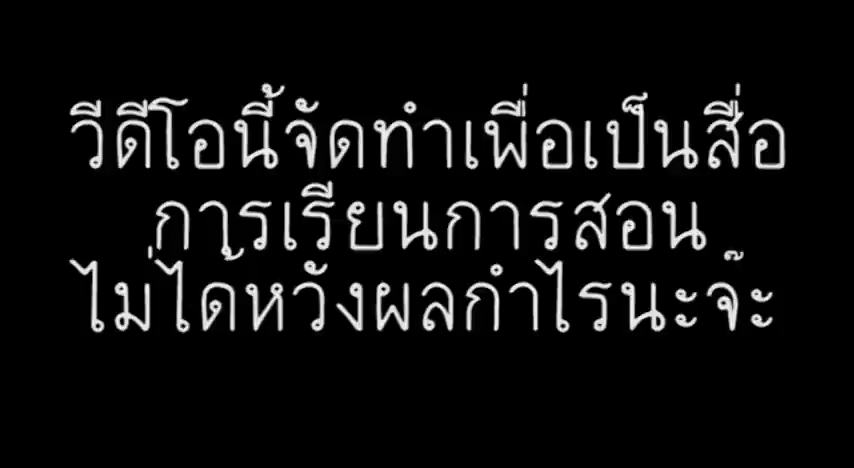 วีดีโอนี้จัดทำเพื่อเป็นสื่อ
การเรียนการสอน
ไม่ได้หวังผลกำไรนะจ๊ะ